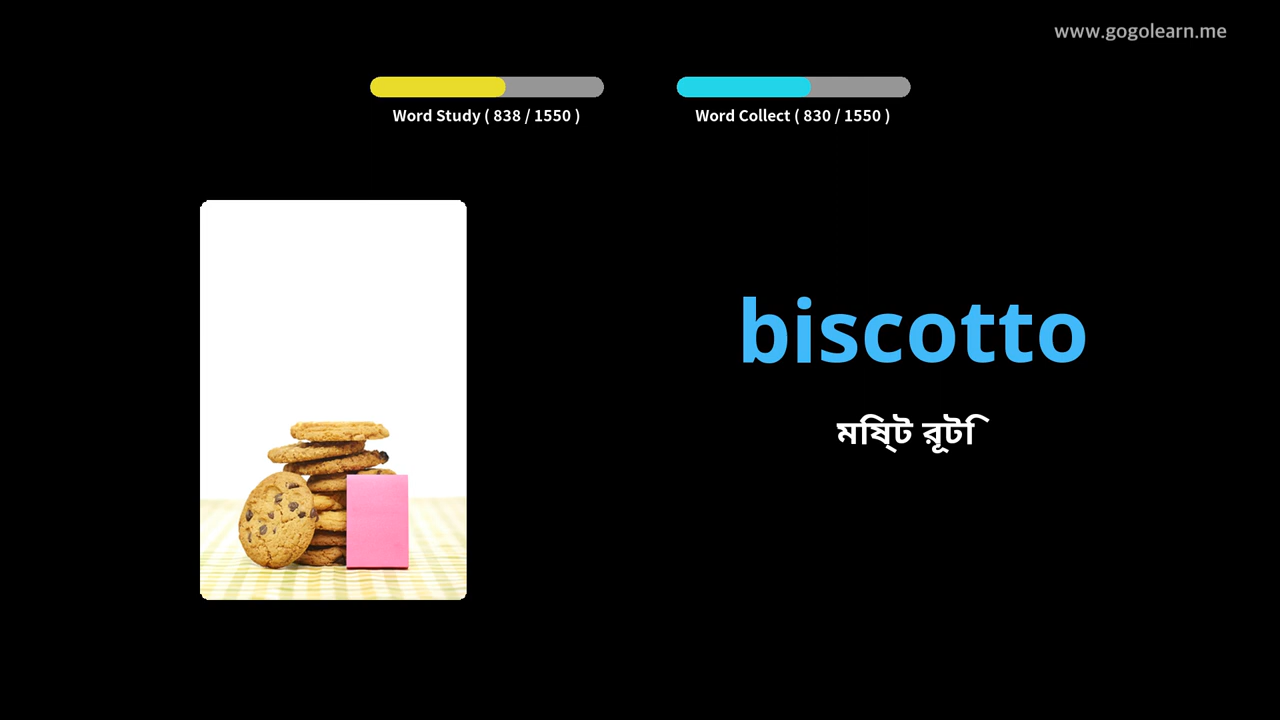 www.gogolearn.me
Word Study ( 838 / 1550 )
Word Collect ( 830 / 1550 )
biscotto
মিষ্টি রূটি